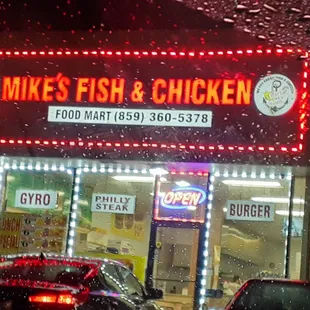 MIKE'S FISH & CHICKEN
FOOD MART (859) 360-5378
GYRO
PHILLY
STEAK
OPEN
BURGER